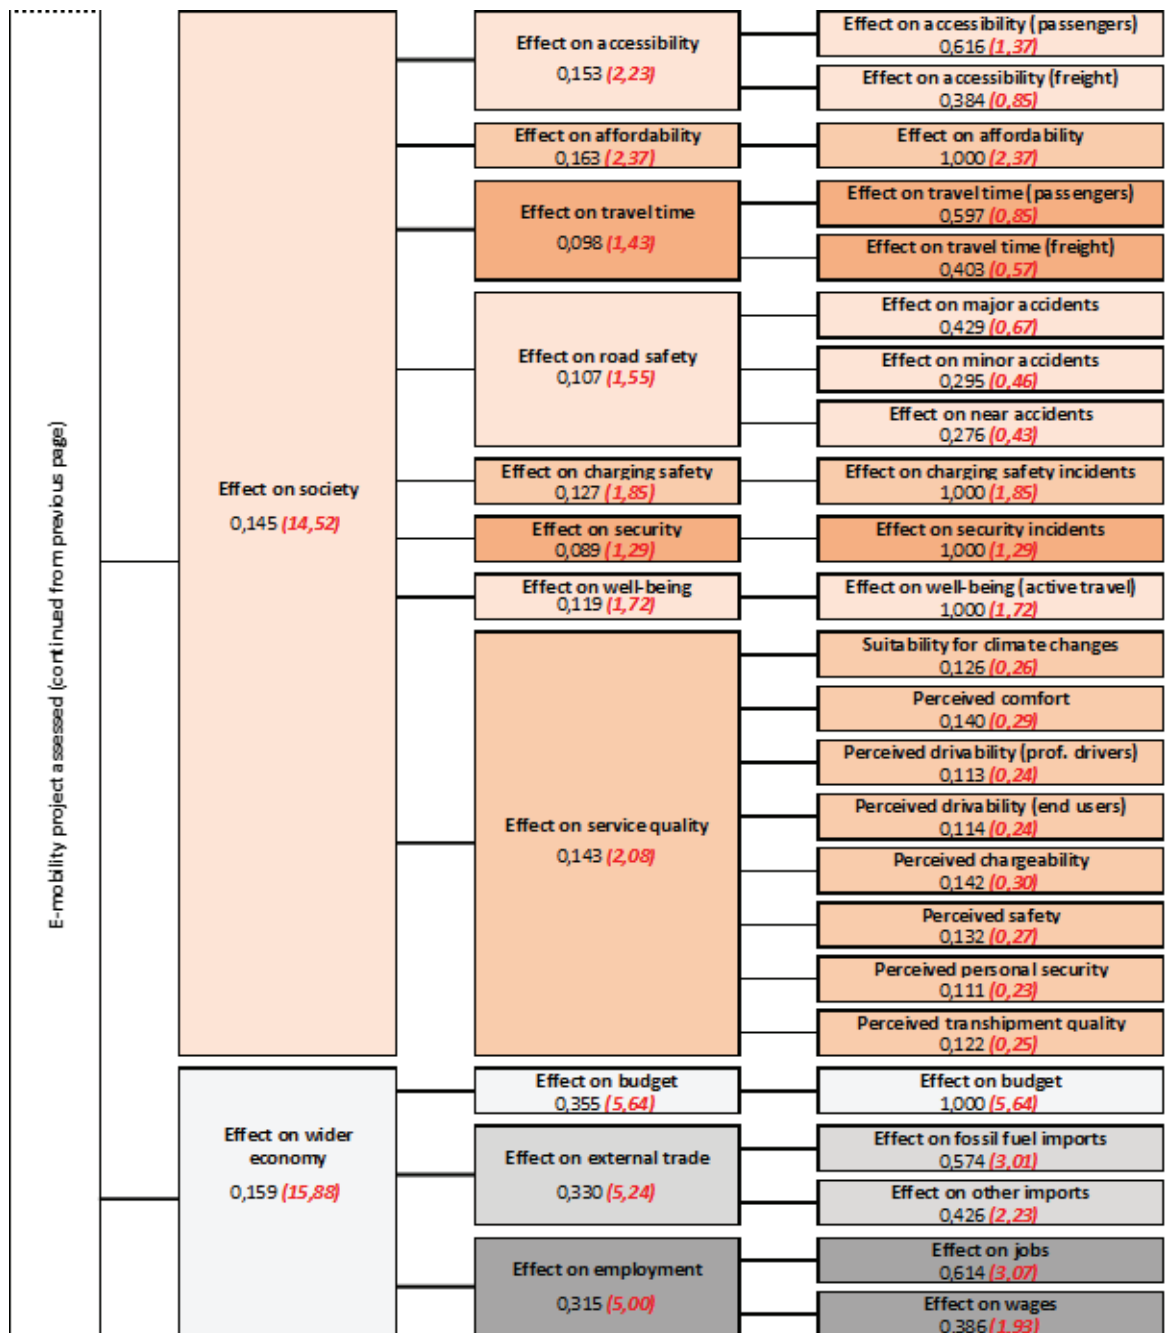 E-mobility project assessed (continued from previous page)
Effect on society
0,145 (14,52)
Effect on accessibility
0,153 (2,23)
Effect on accessibility (passengers)
0,616 (1,37)
Effect on accessibility (freight)
0,384 (0,85)
Effect on affordability
0,163 (2,37)
Effect on affordability
1,000 (2,37)
Effect on travel time
0,098 (1,43)
Effect on travel time (passengers)
0,597 (0,85)
Effect on travel time (freight)
0,403 (0,57)
Effect on road safety
0,107 (1,55)
Effect on major accidents
0,429 (0,67)
Effect on minor accidents
0,295 (0,46)
Effect on near accidents
0,276 (0,43)
Effect on charging safety
0,127 (1,85)
Effect on charging safety incidents
1,000 (1,85)
Effect on security
0,089 (1,29)
Effect on security incidents
1,000 (1,29)
Effect on well-being
0,119 (1,72)
Effect on well-being (active travel)
1,000 (1,72)
Effect on service quality
0,143 (2,08)
Suitability for climate changes
0,126 (0,26)
Perceived comfort
0,140 (0,29)
Perceived drivability (prof. drivers)
0,113 (0,24)
Perceived drivability (end users)
0,114 (0,24)
Perceived chargeability
0,142 (0,30)
Perceived safety
0,132 (0,27)
Perceived personal security
0,111 (0,23)
Perceived transhipment quality
0,122 (0,25)
Effect on wider
economy
0,159 (15,88)
Effect on budget
0,355 (5,64)
Effect on budget
1,000 (5,64)
Effect on external trade
0,330 (5,24)
Effect on fossil fuel imports
0,574 (3,01)
Effect on other imports
0,426 (2,23)
Effect on employment
0,315 (5,00)
Effect on jobs
0,614 (3,07)
Effect on wages
0,386 (1,93)